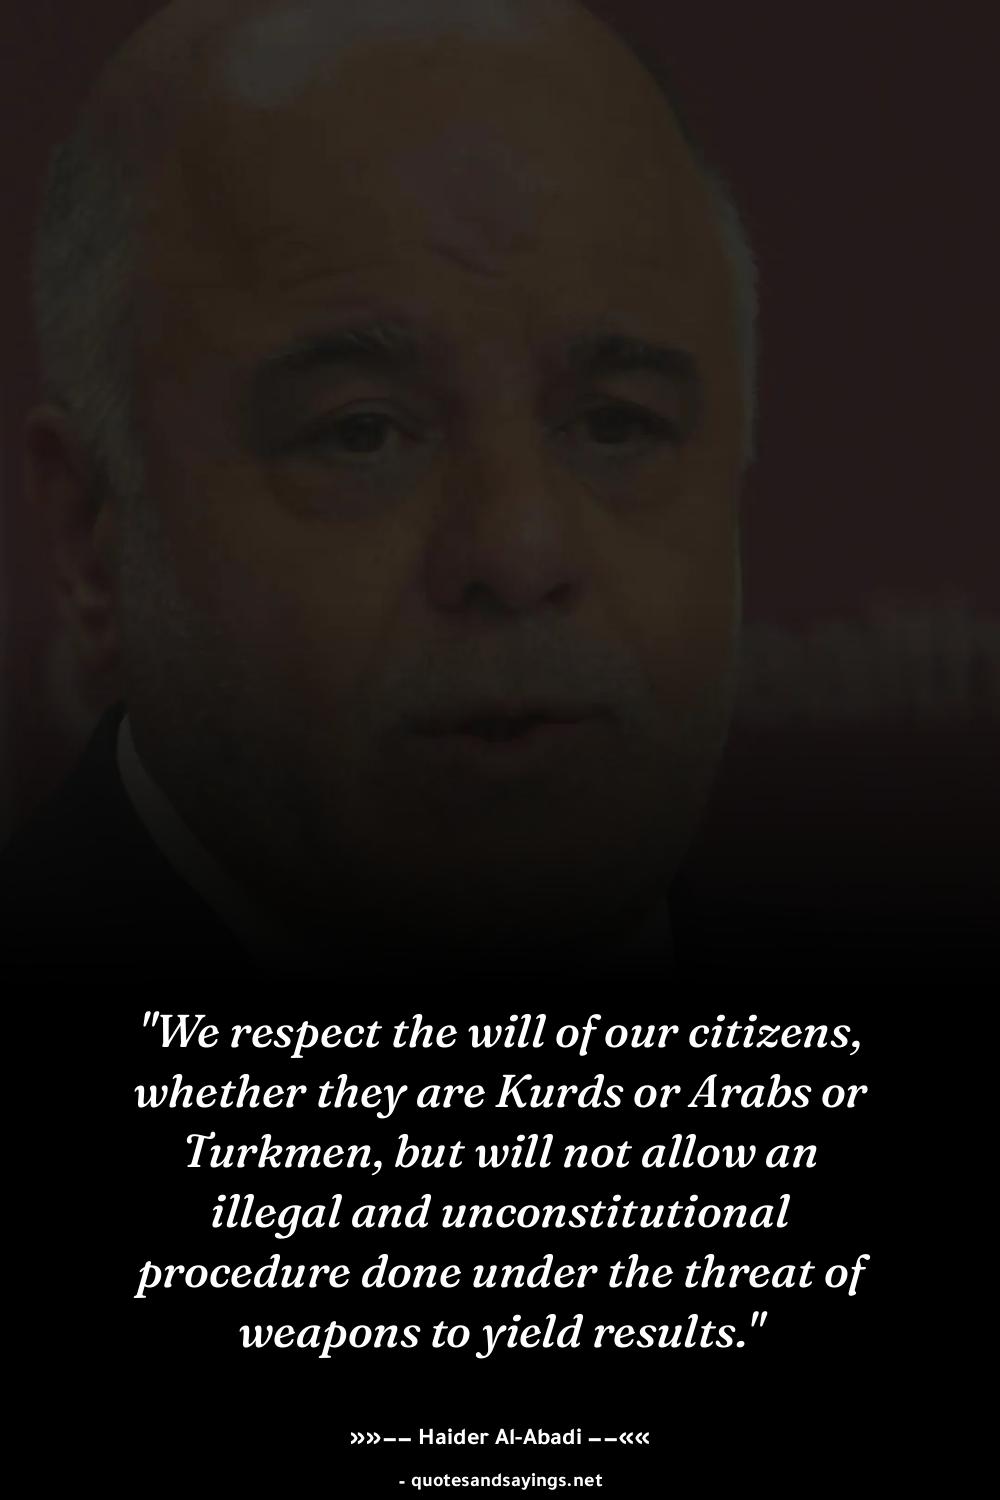 "We respect the will of our citizens,
whether they are Kurds or Arabs or
Turkmen, but will not allow an
illegal and unconstitutional
procedure done under the threat of
weapons to yield results."
»»–– Haider Al-Abadi ––««
- quotesandsayings.net